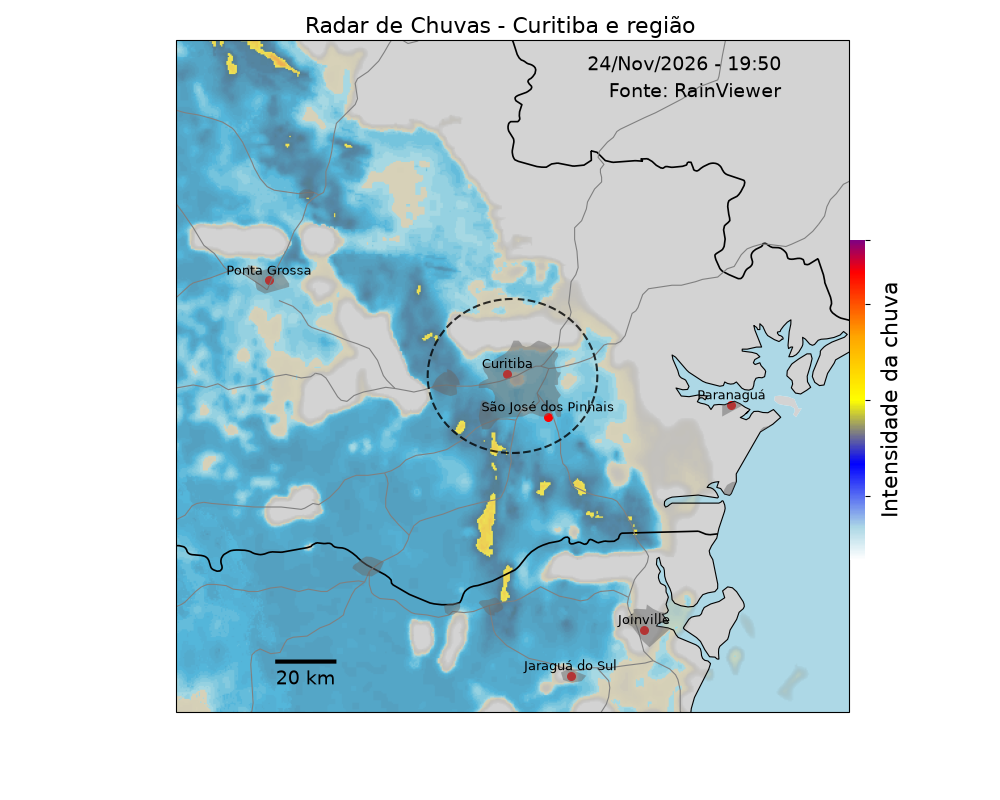 Radar de Chuvas - Curitiba e região
24/Nov/2026 - 19:50
Fonte: RainViewer
Ponta Grossa
Curitiba
São José dos Pinhais
Paranaguá
Joinville
Jaraguá do Sul
20 km
Intensidade da chuva